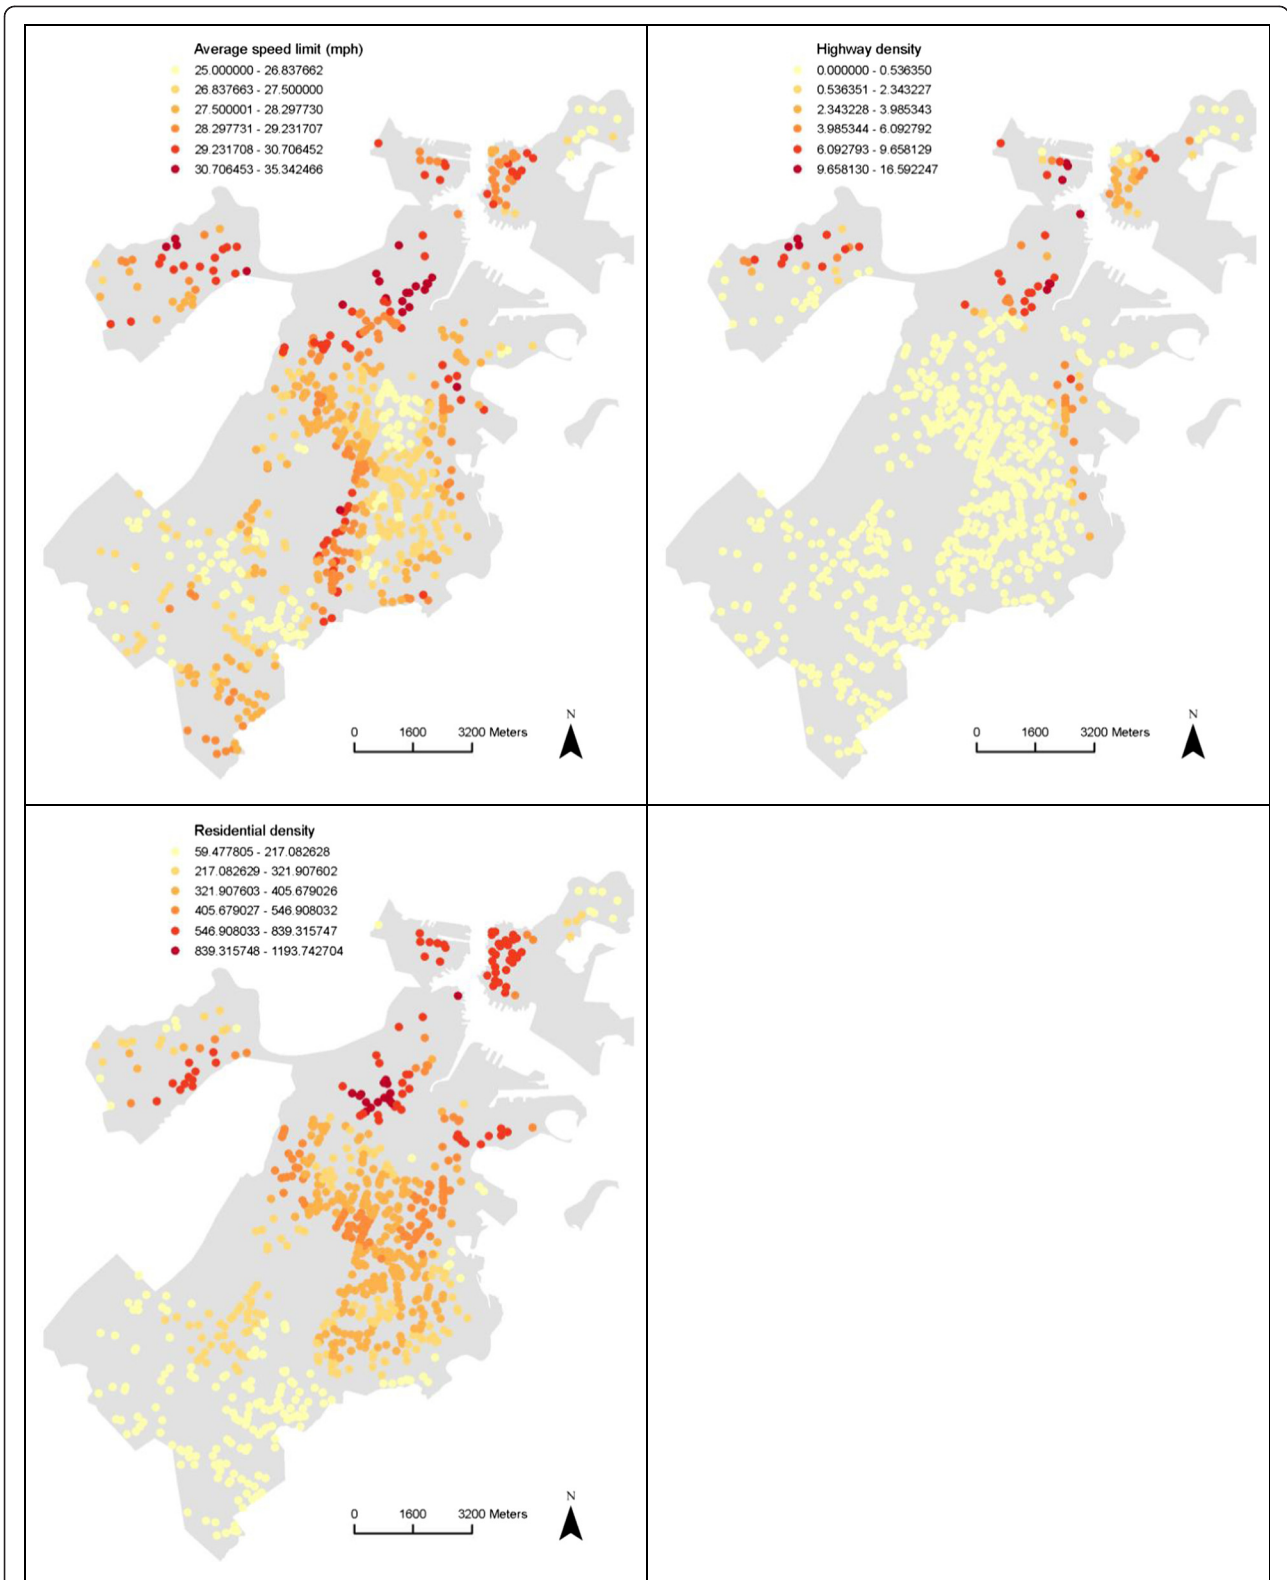 Average speed limit (mph)
25.000000 - 26.837662
26.837663 - 27.500000
27.500001 - 28.297730
28.297731 - 29.231707
29.231708 - 30.706452
30.706453 - 35.342466
N
0 1600 3200 Meters
Highway density
0.000000 - 0.536350
0.536351 - 2.343227
2.343228 - 3.985343
3.985344 - 6.092792
6.092793 - 9.658129
9.658130 - 16.592247
N
0 1600 3200 Meters
Residential density
59.477805 - 217.082628
217.082629 - 321.907602
321.907603 - 405.679026
405.679027 - 546.908032
546.908033 - 839.315747
839.315748 - 1193.742704
N
0 1600 3200 Meters